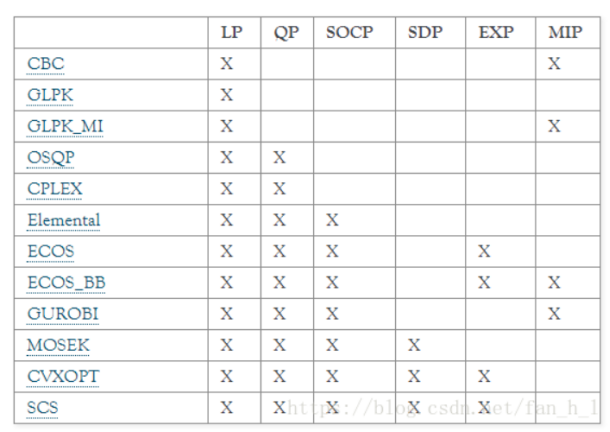 LP QP SOCP SDP EXP MIP
CBC X X
GLPK X
GLPK_MI X X
OSQP X X
CPLEX X X
Elemental X X X
ECOS X X X X
ECOS_BB X X X X X
GUROBI X X X X
MOSEK X X X X
CVXOPT X X X X X
SCS X X X X X
https://blog.csdn.net/fan_h_l